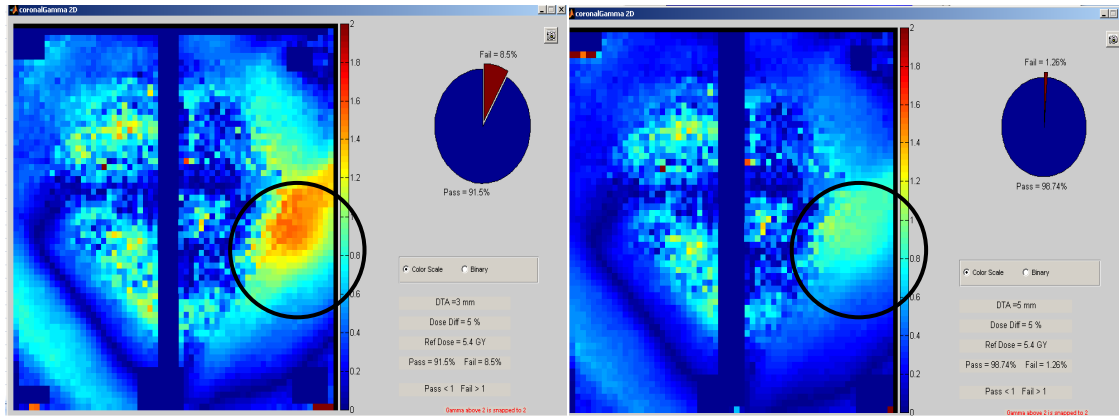 coronalGamma 2D
2
1.8
1.6
1.4
1.2
1
0.8
0.6
0.4
0.2
0
Fail = 8.5%
Pass = 91.5%
Color Scale Binary
DTA =3 mm
Dose Diff = 5 %
Ref Dose = 5.4 GY
Pass = 91.5% Fail = 8.5%
Pass < 1 Fail > 1
Gamma above 2 is snapped to 2
coronalGamma 2D
2
1.8
1.6
1.4
1.2
1
0.8
0.6
0.4
0.2
0
Fail = 1.26%
Pass = 98.74%
Color Scale Binary
DTA =5 mm
Dose Diff = 5 %
Ref Dose = 5.4 GY
Pass = 98.74% Fail = 1.26%
Pass < 1 Fail > 1
Gamma above 2 is snapped to 2